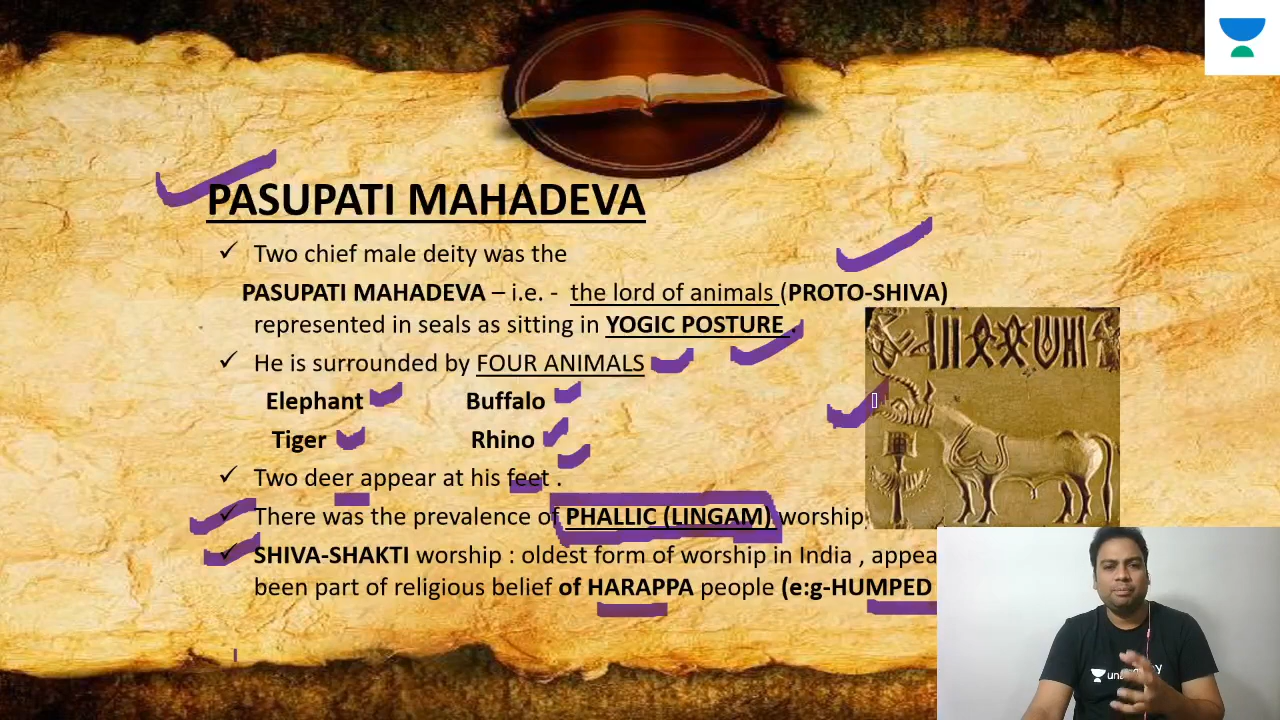 PASUPATI MAHADEVA
✓ Two chief male deity was the
PASUPATI MAHADEVA – i.e. - the lord of animals (PROTO-SHIVA)
represented in seals as sitting in YOGIC POSTURE .
✓ He is surrounded by FOUR ANIMALS
Elephant Buffalo
Tiger Rhino
✓ Two deer appear at his feet .
✓ There was the prevalence of PHALLIC (LINGAM) worship
✓ SHIVA-SHAKTI worship : oldest form of worship in India , appea
been part of religious belief of HARAPPA people (e:g-HUMPED